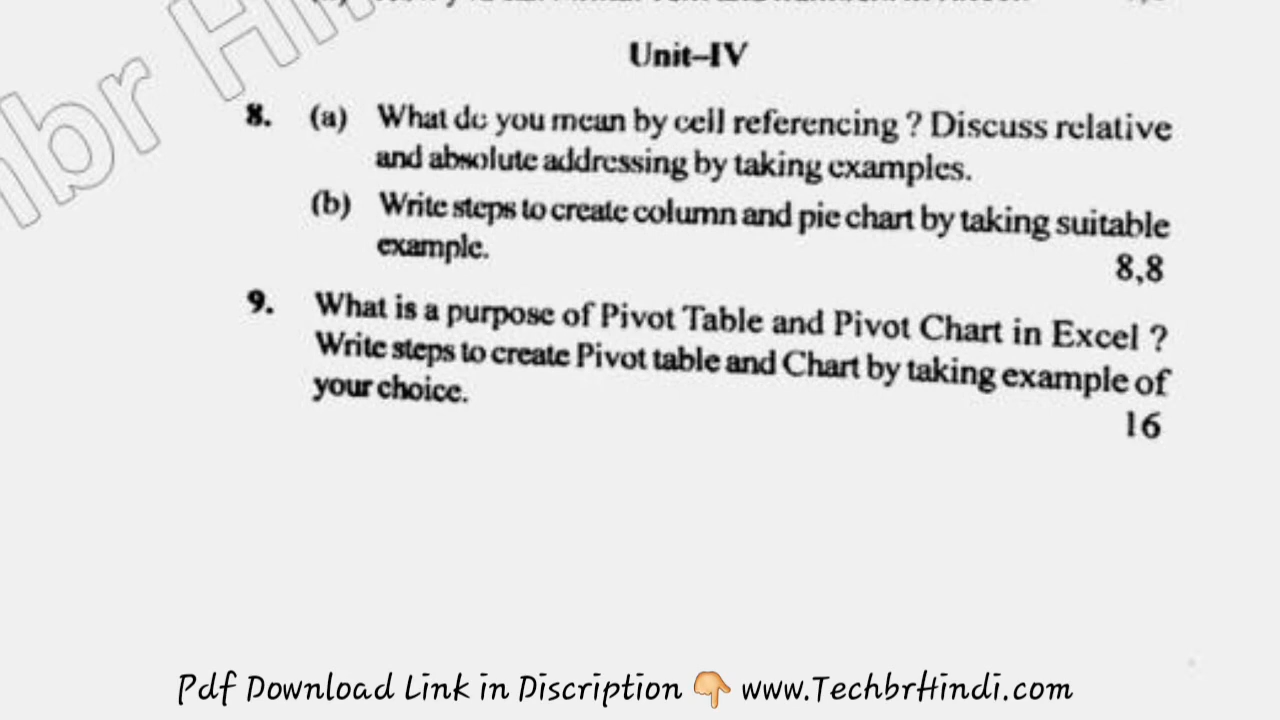 Unit–IV
8. (a) What do you mean by cell referencing ? Discuss relative
and absolute addressing by taking examples.
(b) Write steps to create column and pie chart by taking suitable
example.
8,8
9. What is a purpose of Pivot Table and Pivot Chart in Excel ?
Write steps to create Pivot table and Chart by taking example of
your choice.
16
Pdf Download Link in Discription 👇 www.TechbrHindi.com